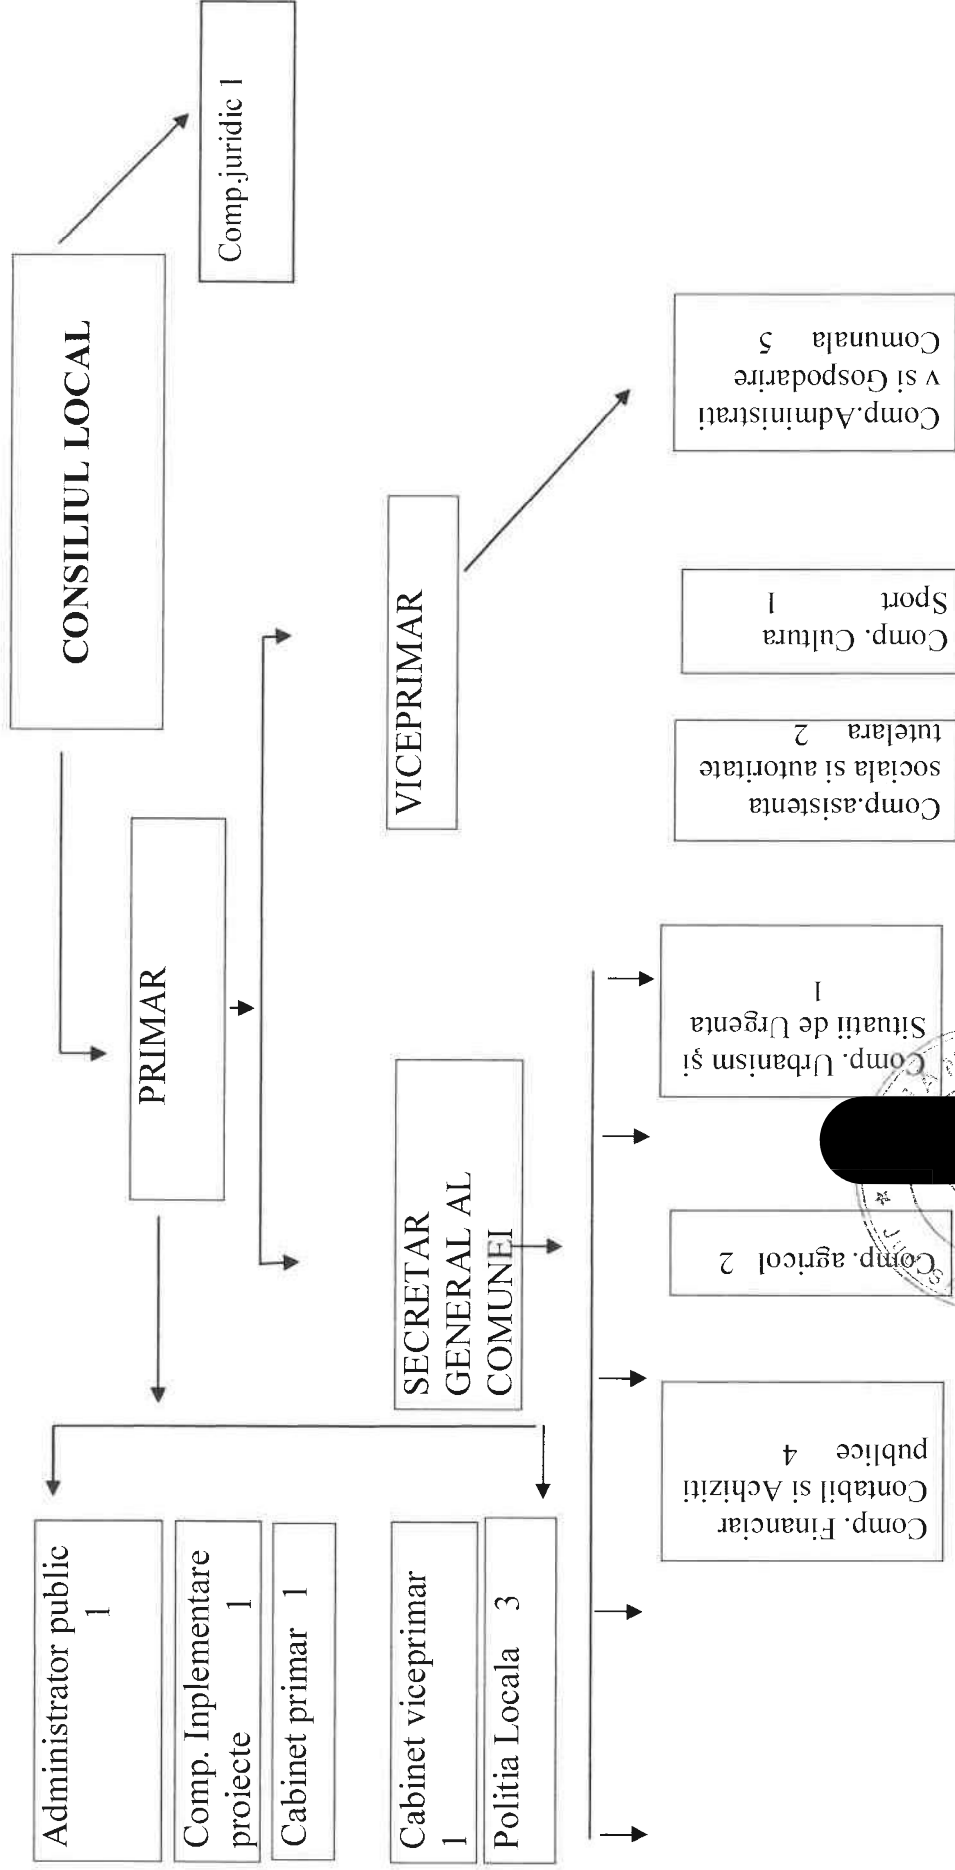 CONSILIUL LOCAL
Comp.juridic 1
PRIMAR
Administrator public
1
Comp. Inplementare
proiecte 1
Cabinet primar 1
Cabinet viceprimar
1
Politia Locala 3
SECRETAR
GENERAL AL
COMUNEI
VICEPRIMAR
Comp. Financiar
Contabil si Achiziti
publice 4
Comp. agricol 2
Comp. Urbanism şi
Situatii de Urgenta
1
Comp.asistenta
sociala si autoritate
tutelara 2
Comp. Cultura
Sport 1
Comp.Administrati
v si Gospodarire
Comunala 5